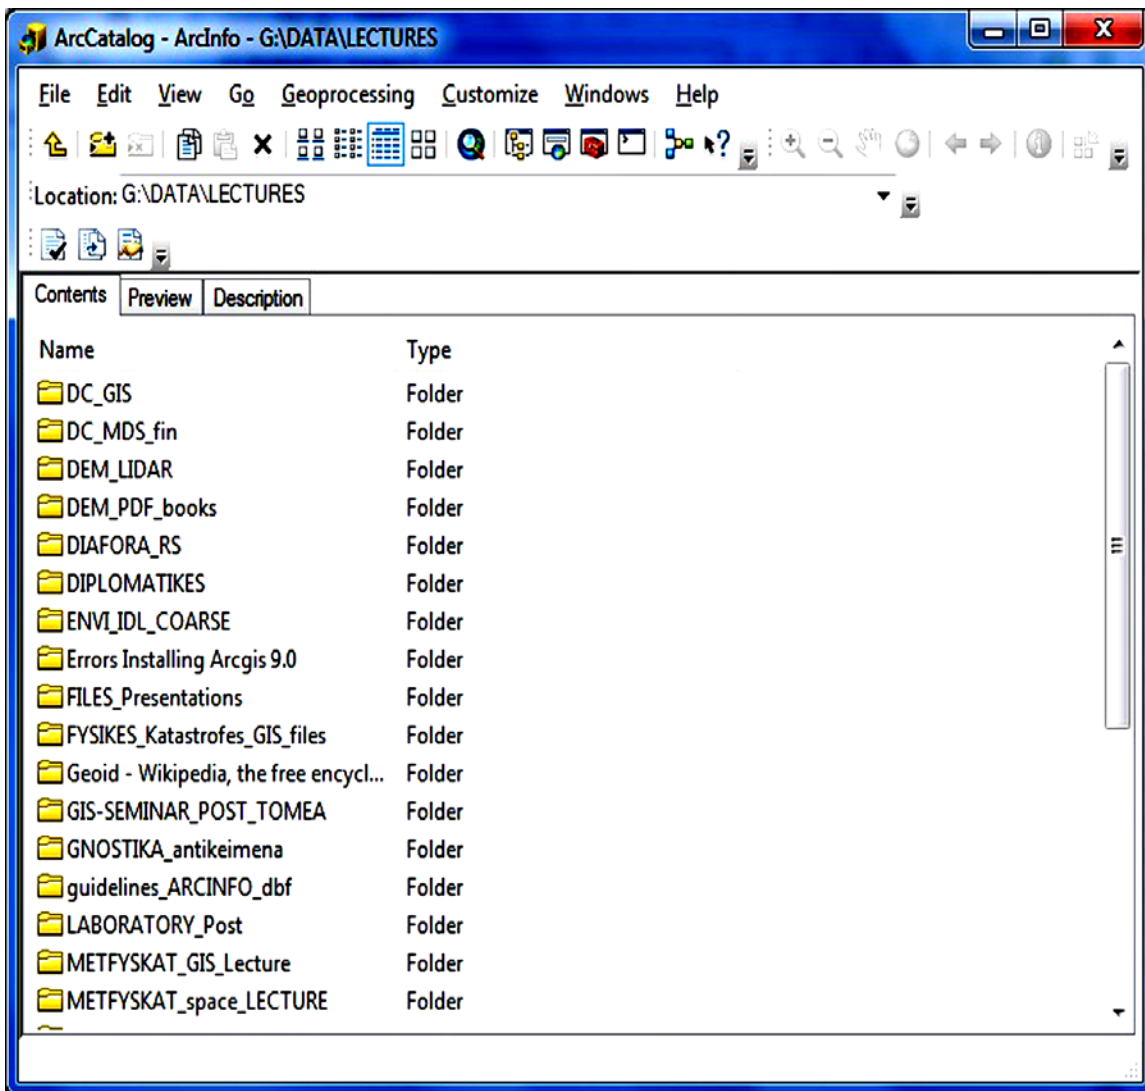 ArcCatalog - ArcInfo - G:\DATA\LECTURES
File Edit View Go Geoprocessing Customize Windows Help
Location: G:\DATA\LECTURES
Contents Preview Description
Name Type
DC_GIS Folder
DC_MDS_fin Folder
DEM_LIDAR Folder
DEM_PDF_books Folder
DIAFORA_RS Folder
DIPLOMATIKES Folder
ENVI_IDL_COARSE Folder
Errors Installing Arcgis 9.0 Folder
FILES_Presentations Folder
FYSIKES_Katastrofes_GIS_files Folder
Geoid - Wikipedia, the free encycl... Folder
GIS-SEMINAR_POST_TOMEA Folder
GNOSTIKA_antikeimena Folder
guidelines_ARCINFO_dbf Folder
LABORATORY_Post Folder
METFYSKAT_GIS_Lecture Folder
METFYSKAT_space_LECTURE Folder